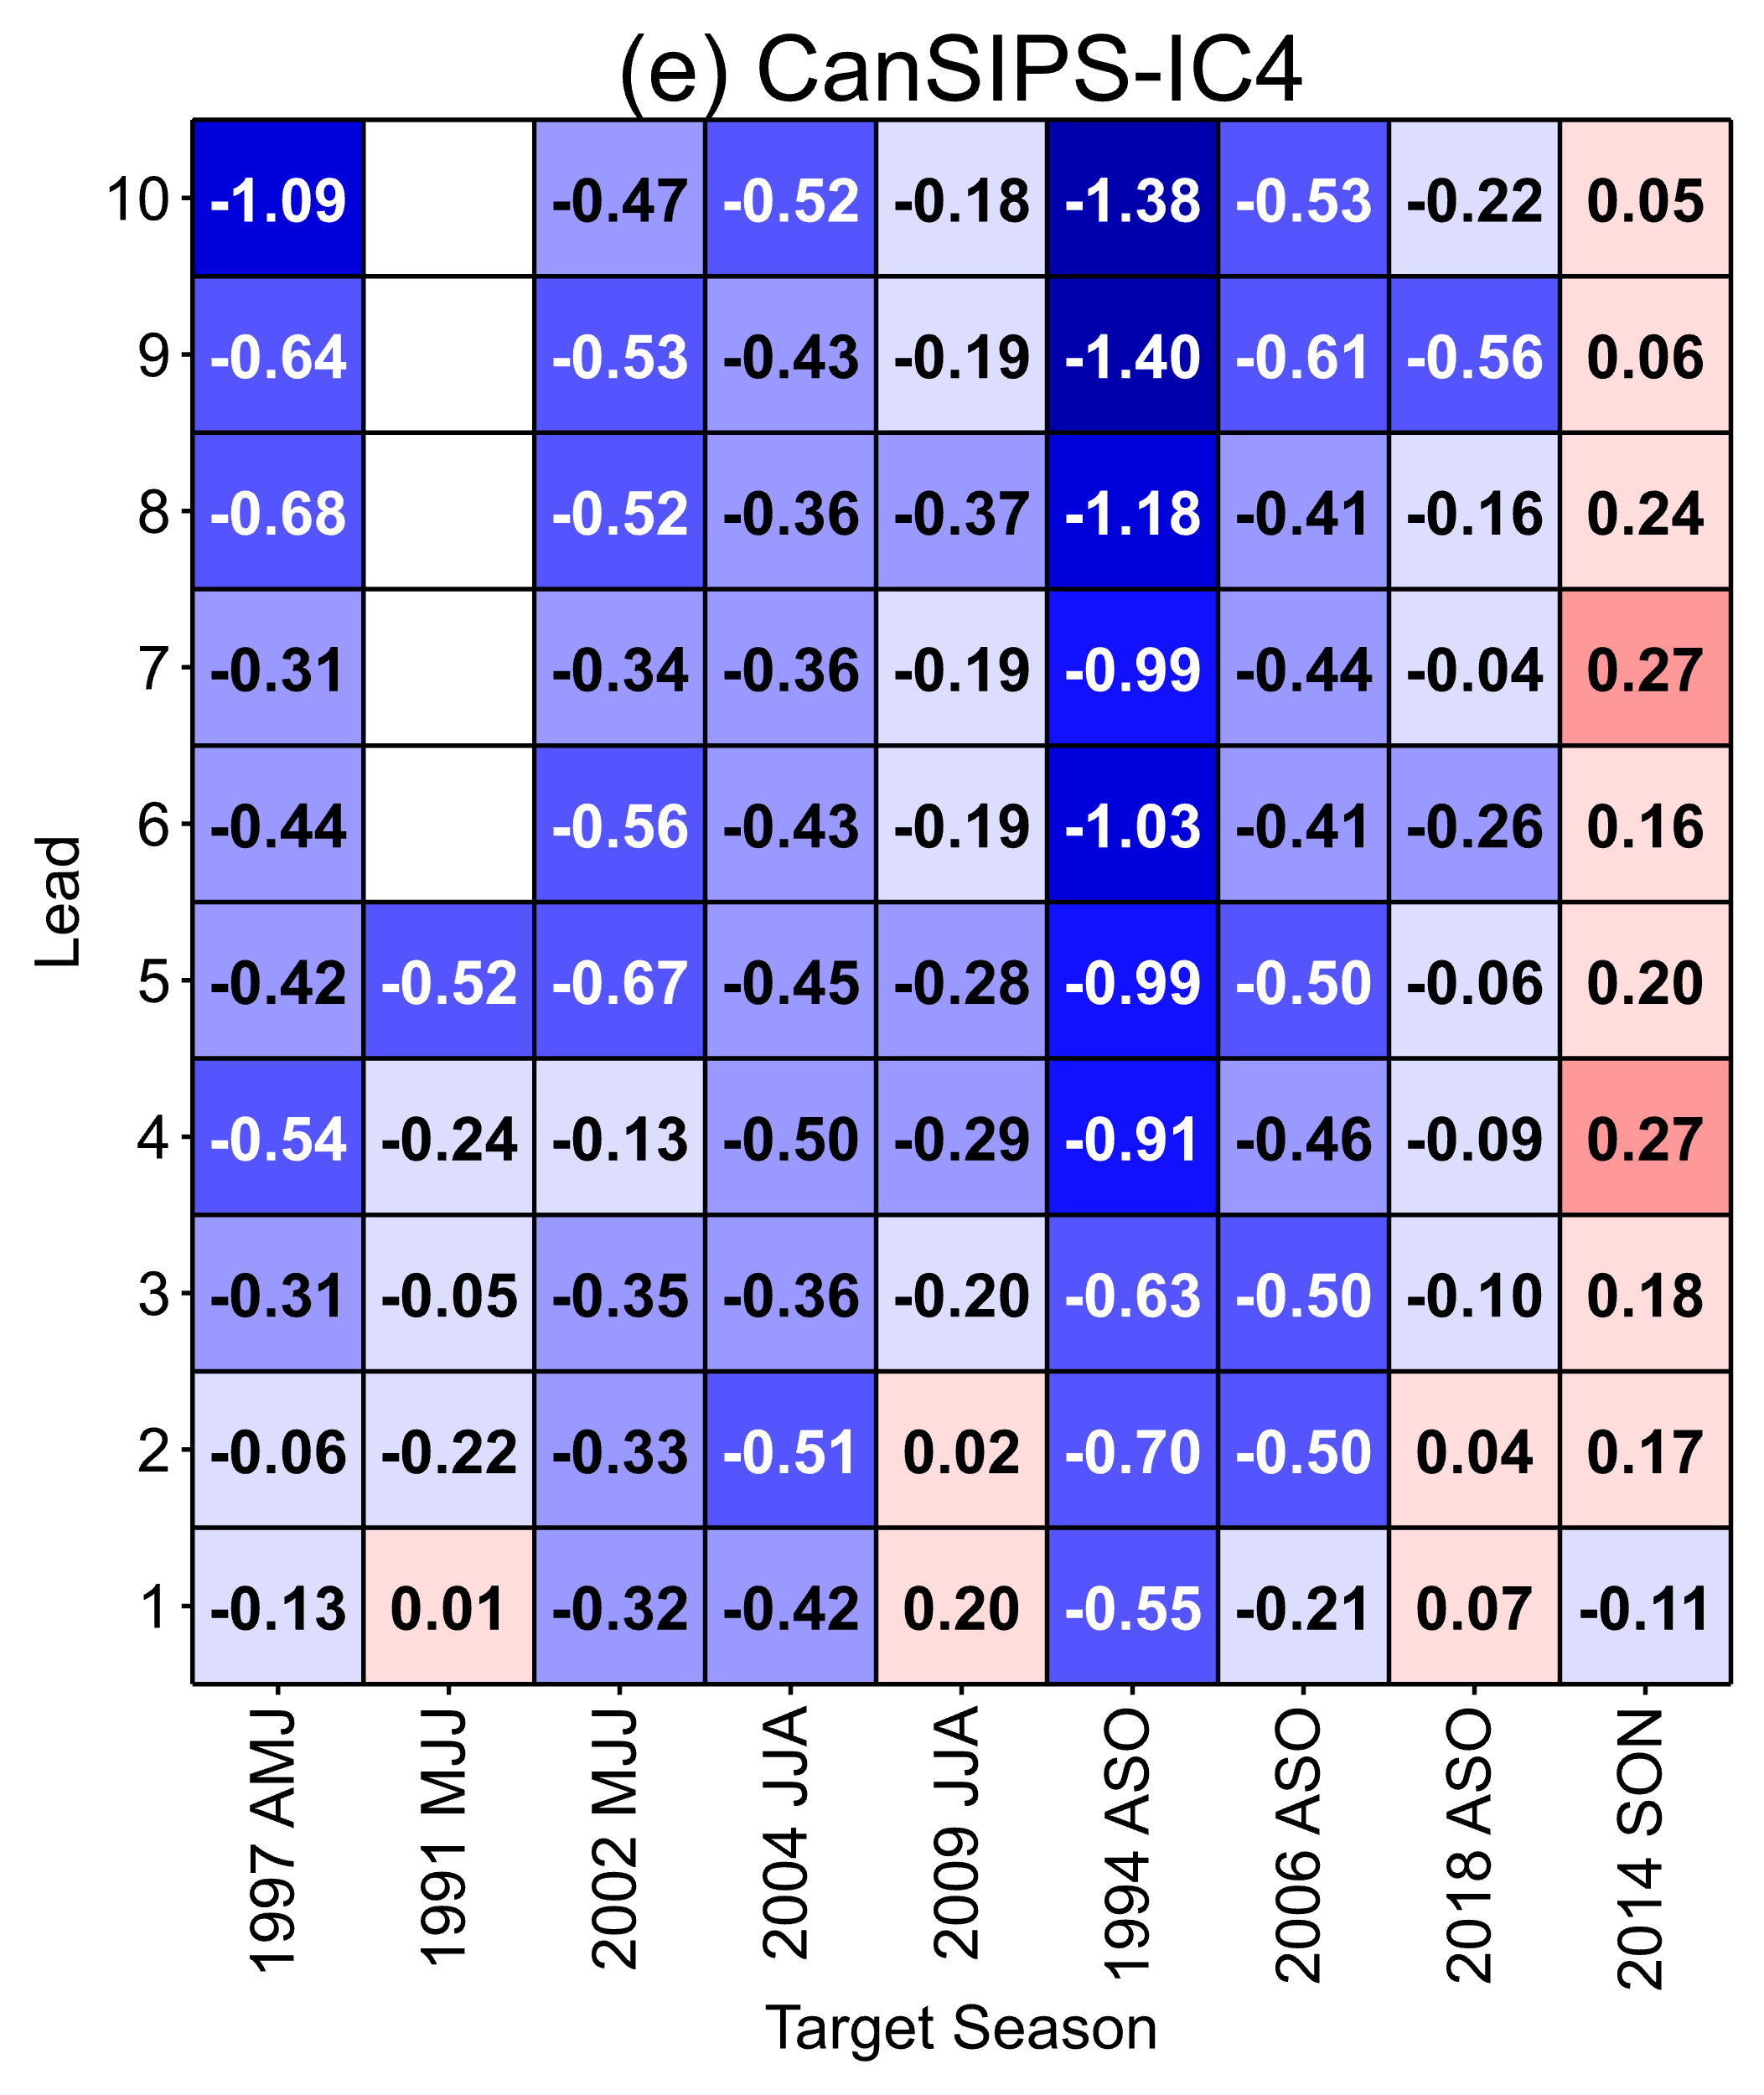 (e) CanSIPS-IC4
10 -1.09 -0.47 -0.52 -0.18 -1.38 -0.53 -0.22 0.05
9 -0.64 -0.53 -0.43 -0.19 -1.40 -0.61 -0.56 0.06
8 -0.68 -0.52 -0.36 -0.37 -1.18 -0.41 -0.16 0.24
7 -0.31 -0.34 -0.36 -0.19 -0.99 -0.44 -0.04 0.27
6 -0.44 -0.56 -0.43 -0.19 -1.03 -0.41 -0.26 0.16
5 -0.42 -0.52 -0.67 -0.45 -0.28 -0.99 -0.50 -0.06 0.20
4 -0.54 -0.24 -0.13 -0.50 -0.29 -0.91 -0.46 -0.09 0.27
3 -0.31 -0.05 -0.35 -0.36 -0.20 -0.63 -0.50 -0.10 0.18
2 -0.06 -0.22 -0.33 -0.51 0.02 -0.70 -0.50 0.04 0.17
1 -0.13 0.01 -0.32 -0.42 0.20 -0.55 -0.21 0.07 -0.11
Lead
1997 AMJ
1991 MJJ
2002 MJJ
2004 JJA
2009 JJA
1994 ASO
2006 ASO
2018 ASO
2014 SON
Target Season